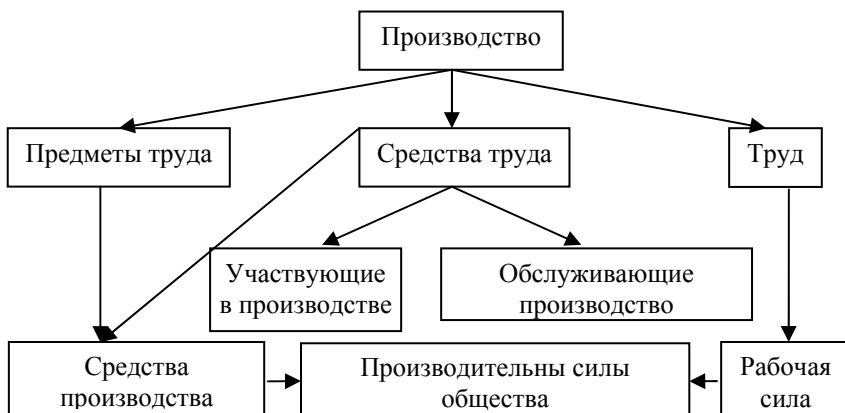 Производство
Предметы труда
Средства труда
Труд
Участвующие
в производстве
Обслуживающие
производство
Средства
производства
Производительны силы
общества
Рабочая
сила